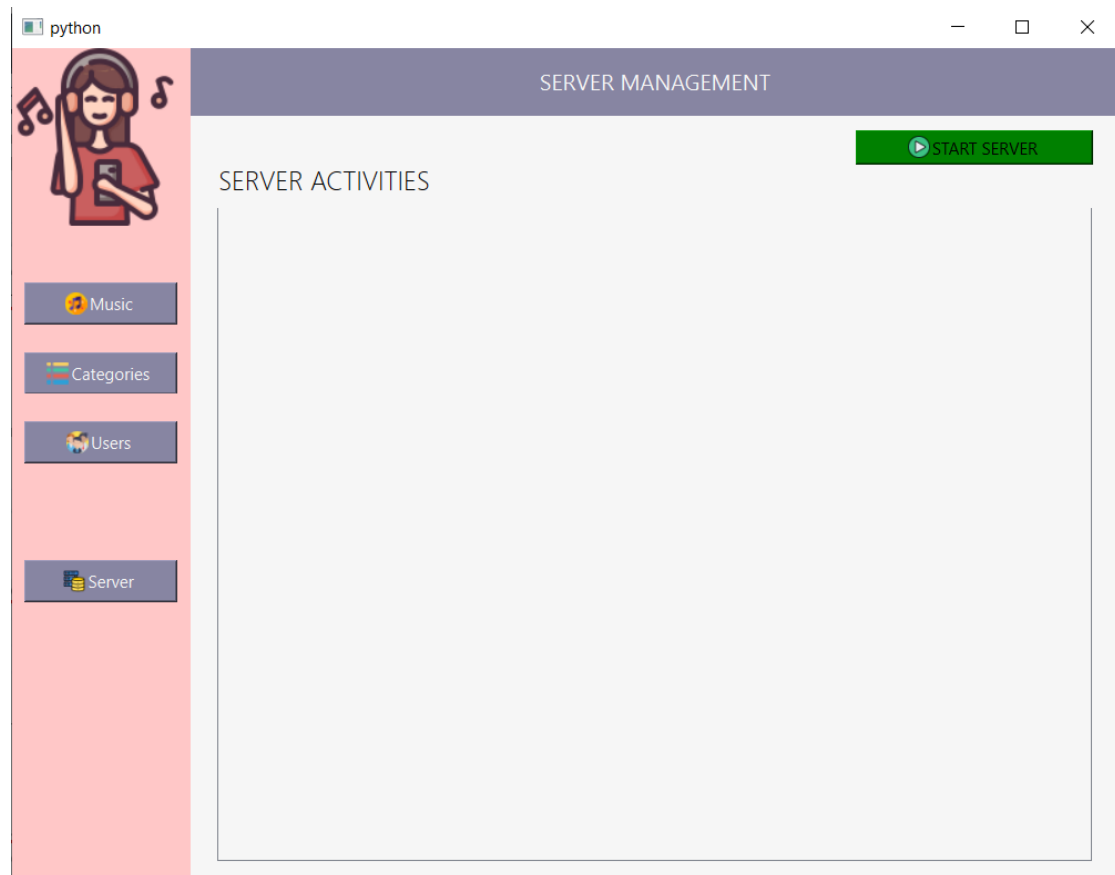 python
SERVER MANAGEMENT
START SERVER
SERVER ACTIVITIES
Music
Categories
Users
Server